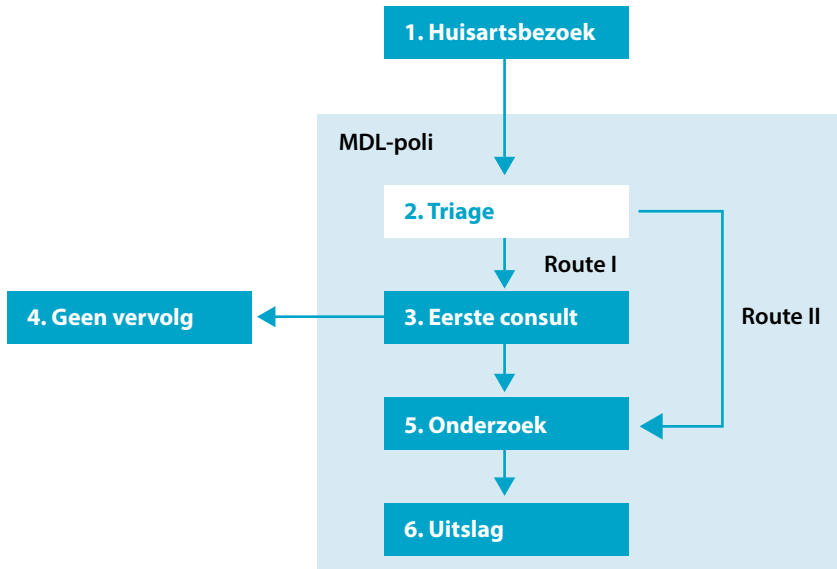 1. Huisartsbezoek
MDL-poli
2. Triage
Route I
3. Eerste consult
4. Geen vervolg
Route II
5. Onderzoek
6. Uitslag